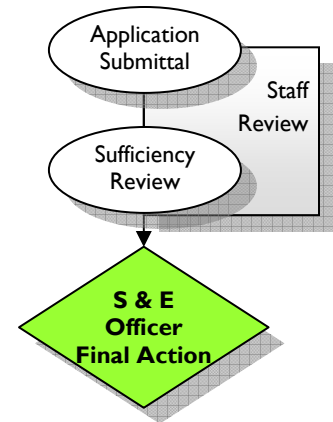 Application
Submittal
Staff
Review
Sufficiency
Review
S & E
Officer
Final Action